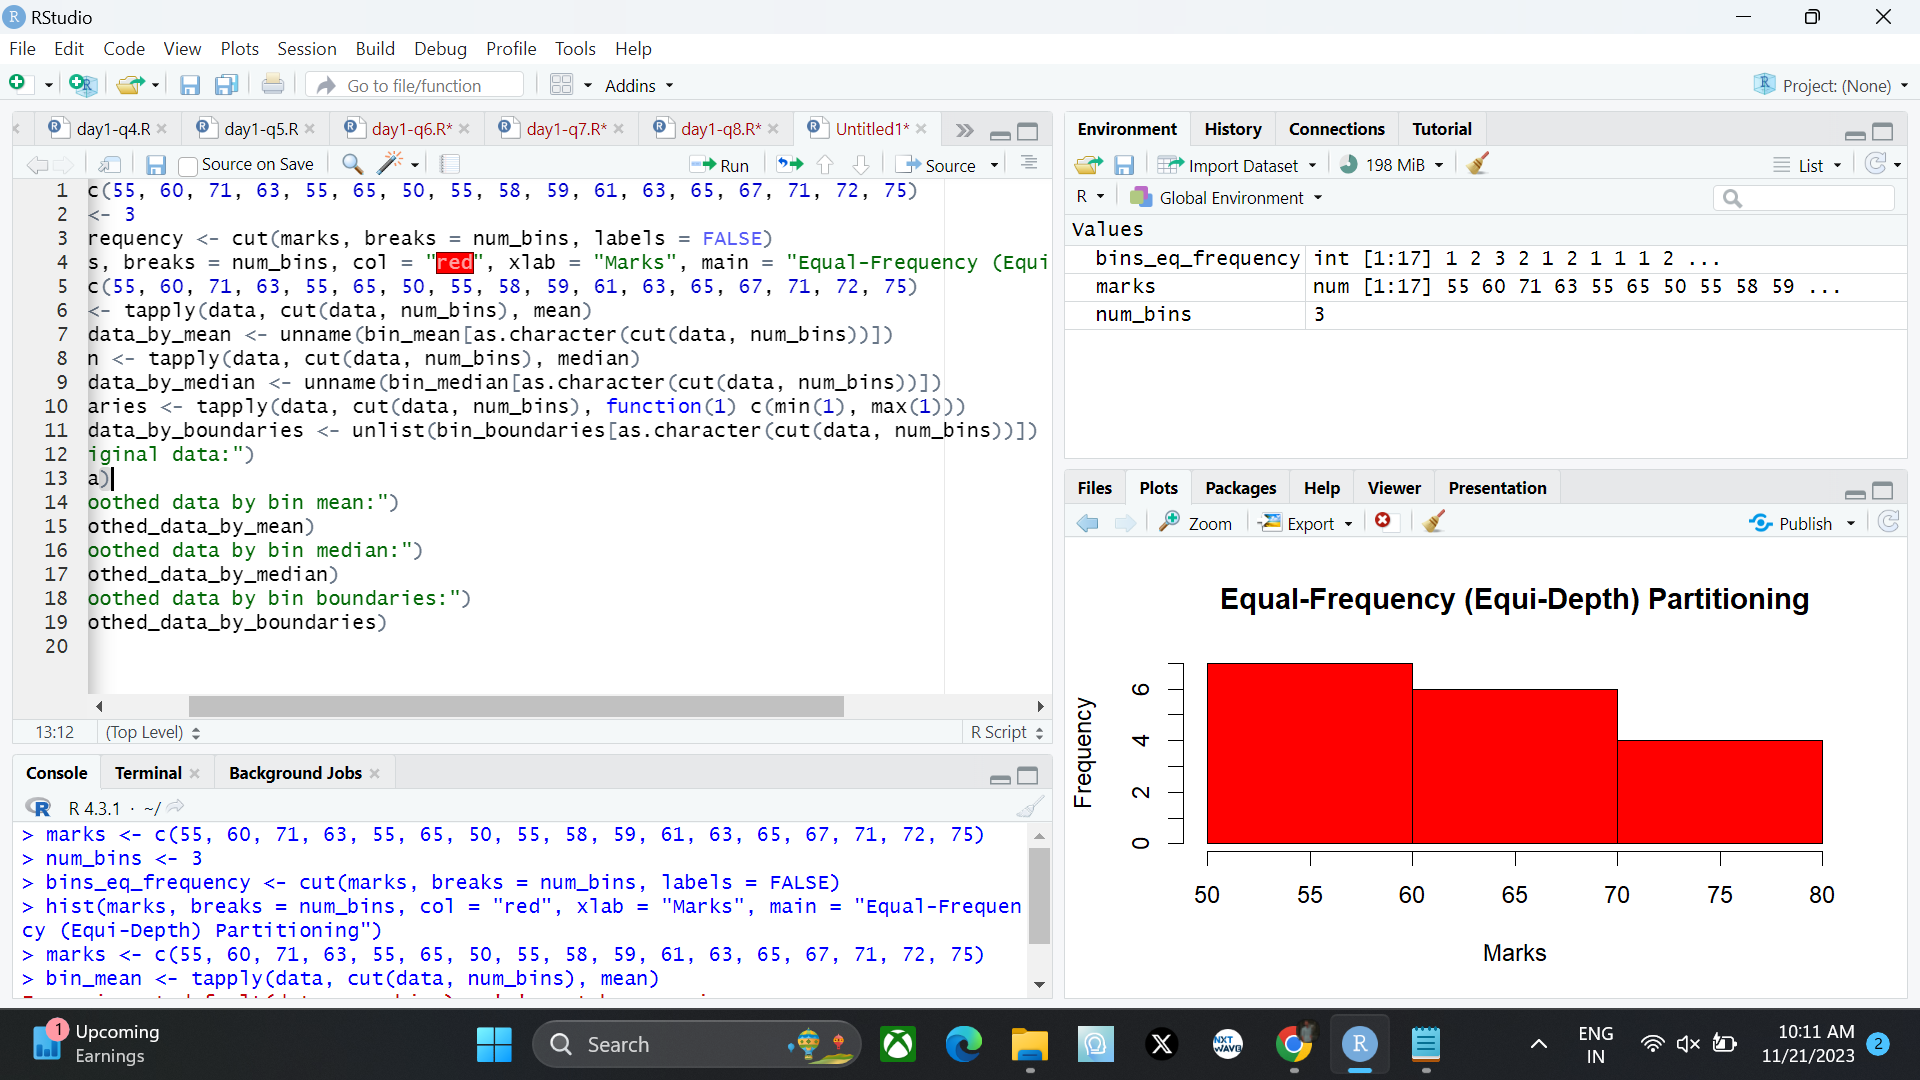 RStudio
File Edit Code View Plots Session Build Debug Profile Tools Help
Go to file/function Addins Project: (None)
day1-q4.R day1-q5.R day1-q6.R* day1-q7.R* day1-q8.R* Untitled1*
Source on Save Run Source
1 c(55, 60, 71, 63, 55, 65, 50, 55, 58, 59, 61, 63, 65, 67, 71, 72, 75)
2 <- 3
3 requency <- cut(marks, breaks = num_bins, labels = FALSE)
4 s, breaks = num_bins, col = "red", xlab = "Marks", main = "Equal-Frequency (Equi
5 c(55, 60, 71, 63, 55, 65, 50, 55, 58, 59, 61, 63, 65, 67, 71, 72, 75)
6 <- tapply(data, cut(data, num_bins), mean)
7 data_by_mean <- unname(bin_mean[as.character(cut(data, num_bins))])
8 n <- tapply(data, cut(data, num_bins), median)
9 data_by_median <- unname(bin_median[as.character(cut(data, num_bins))])
10 aries <- tapply(data, cut(data, num_bins), function(1) c(min(1), max(1)))
11 data_by_boundaries <- unlist(bin_boundaries[as.character(cut(data, num_bins))])
12 iginal data:")
13 a)
14 oothed data by bin mean:")
15 othed_data_by_mean)
16 oothed data by bin median:")
17 othed_data_by_median)
18 oothed data by bin boundaries:")
19 othed_data_by_boundaries)
20
13:12 (Top Level) R Script
Console Terminal Background Jobs
R 4.3.1 · ~/
> marks <- c(55, 60, 71, 63, 55, 65, 50, 55, 58, 59, 61, 63, 65, 67, 71, 72, 75)
> num_bins <- 3
> bins_eq_frequency <- cut(marks, breaks = num_bins, labels = FALSE)
> hist(marks, breaks = num_bins, col = "red", xlab = "Marks", main = "Equal-Frequen
cy (Equi-Depth) Partitioning")
> marks <- c(55, 60, 71, 63, 55, 65, 50, 55, 58, 59, 61, 63, 65, 67, 71, 72, 75)
> bin_mean <- tapply(data, cut(data, num_bins), mean)
Environment History Connections Tutorial
Import Dataset 198 MiB List
R Global Environment
Values
bins_eq_frequency int [1:17] 1 2 3 2 1 2 1 1 1 2 ...
marks num [1:17] 55 60 71 63 55 65 50 55 58 59 ...
num_bins 3
Files Plots Packages Help Viewer Presentation
Zoom Export Publish
Equal-Frequency (Equi-Depth) Partitioning
Frequency
6
4
2
0
50 55 60 65 70 75 80
Marks
1 Upcoming
Earnings
Search
NXT
WAVE
ENG
IN
10:11 AM
11/21/2023
2